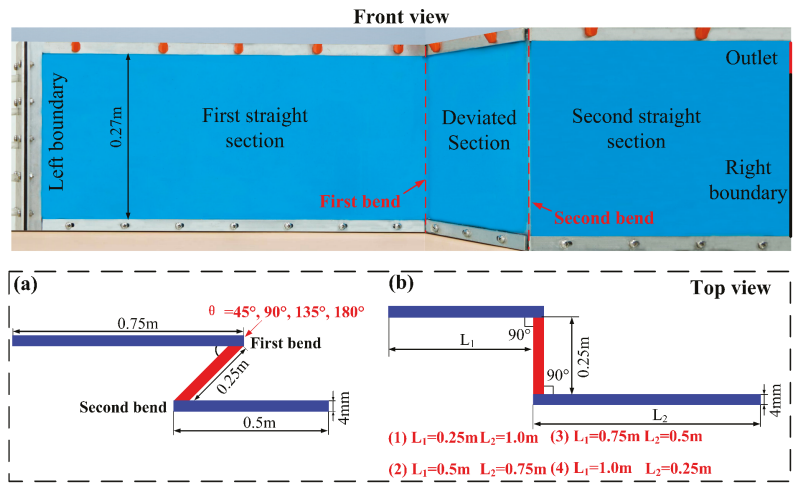 Front view
Outlet
Left boundary
0.27m
First straight
section
Deviated
Section
Second straight
section
Right
boundary
First bend
Second bend
(a)
θ =45°, 90°, 135°, 180°
0.75m
First bend
0.25m
Second bend
0.5m
4mm
(b)
Top view
90°
L₁
0.25m
90°
4mm
L₂
(1) L₁=0.25m L₂=1.0m (3) L₁=0.75m L₂=0.5m
(2) L₁=0.5m L₂=0.75m (4) L₁=1.0m L₂=0.25m